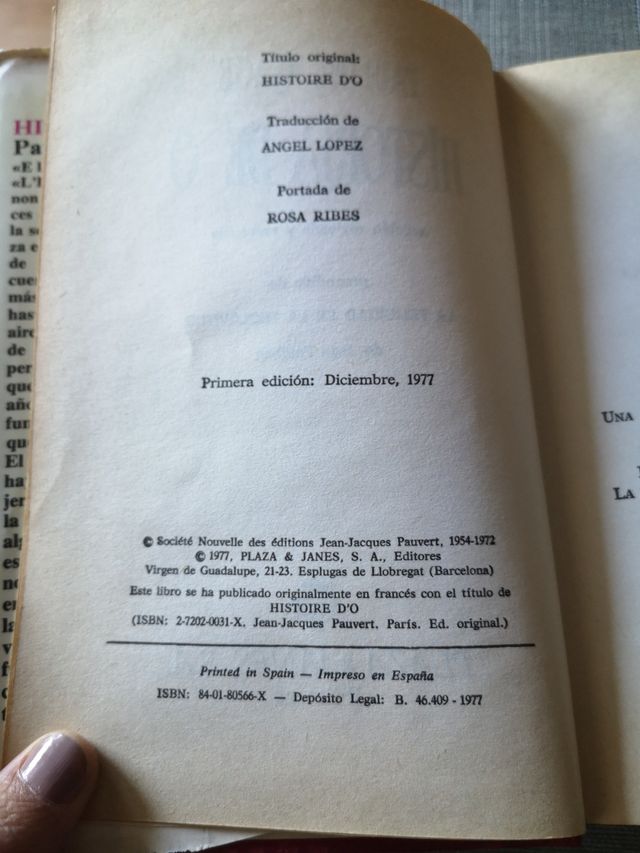 Título original:
HISTOIRE D'O
Traducción de
ANGEL LOPEZ
Portada de
ROSA RIBES
Primera edición: Diciembre, 1977
© Société Nouvelle des éditions Jean-Jacques Pauvert, 1954-1972
© 1977, PLAZA & JANES, S. A., Editores
Virgen de Guadalupe, 21-23. Esplugas de Llobregat (Barcelona)
Este libro se ha publicado originalmente en francés con el título de
HISTOIRE D'O
(ISBN: 2-7202-0031-X. Jean-Jacques Pauvert. París. Ed. original.)
Printed in Spain — Impreso en España
ISBN: 84-01-80566-X — Depósito Legal: B. 46.409 - 1977
UNA
LA